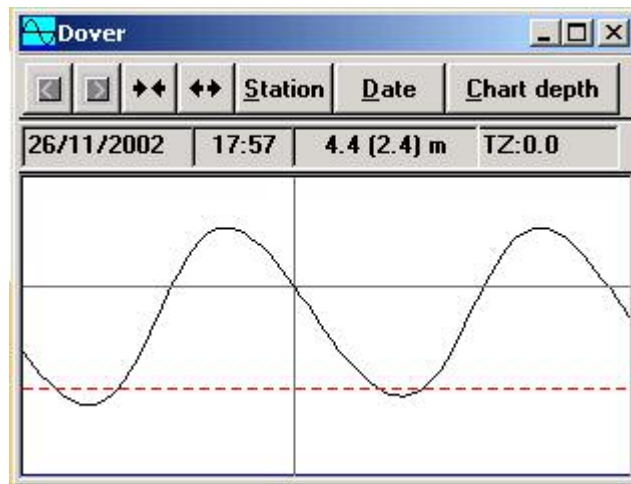 Dover
Station Date Chart depth
26/11/2002 17:57 4.4 (2.4) m TZ:0.0